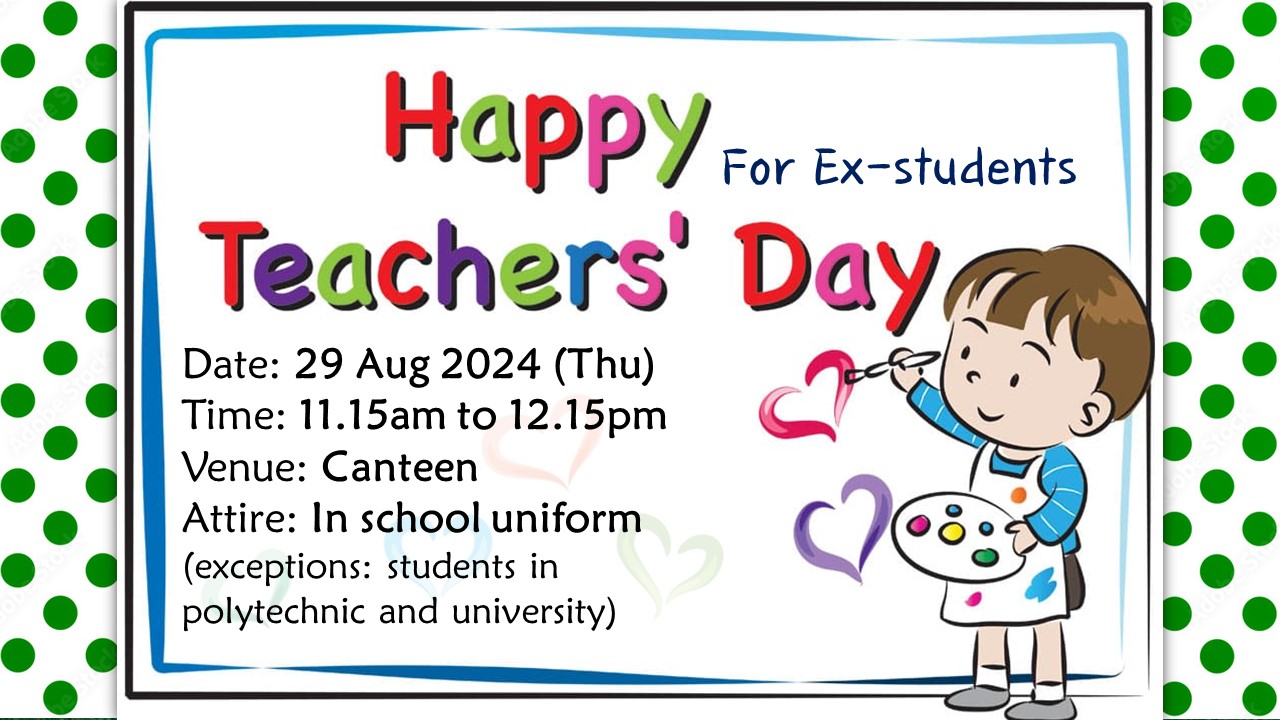 Happy
For Ex-students
Teachers' Day
Date: 29 Aug 2024 (Thu)
Time: 11.15am to 12.15pm
Venue: Canteen
Attire: In school uniform
(exceptions: students in
polytechnic and university)